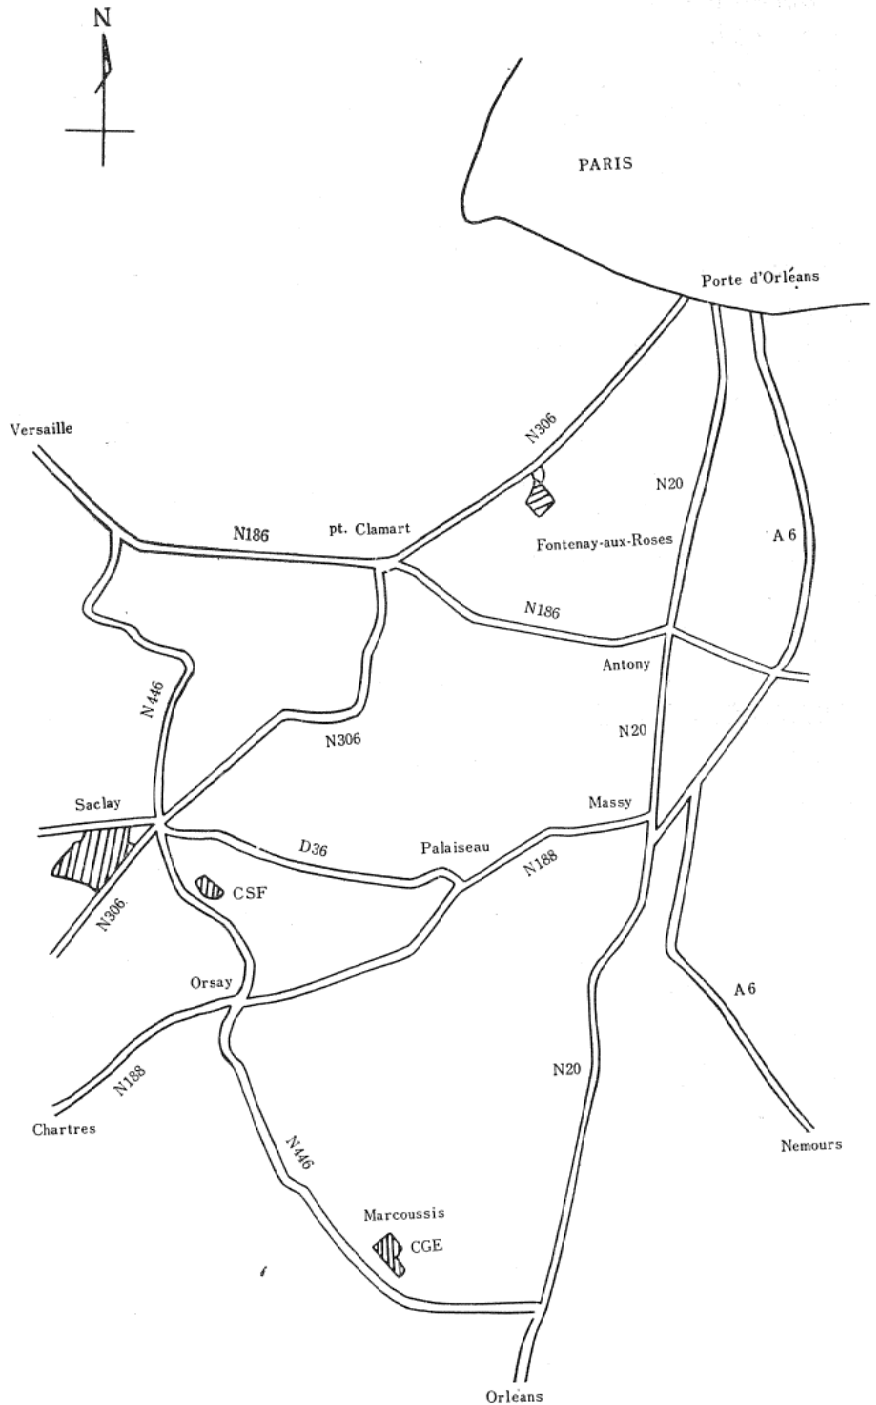 N
PARIS
Porte d'Orléans
N306
Versaille
N20
N186
pt. Clamart
A 6
Fontenay-aux-Roses
N186
Antony
N446
N306
N20
Saclay
Massy
D36
Palaiseau
N188
CSF
N306
Orsay
A 6
N20
N188
Chartres
Nemours
N446
Marcoussis
CGE
Orléans